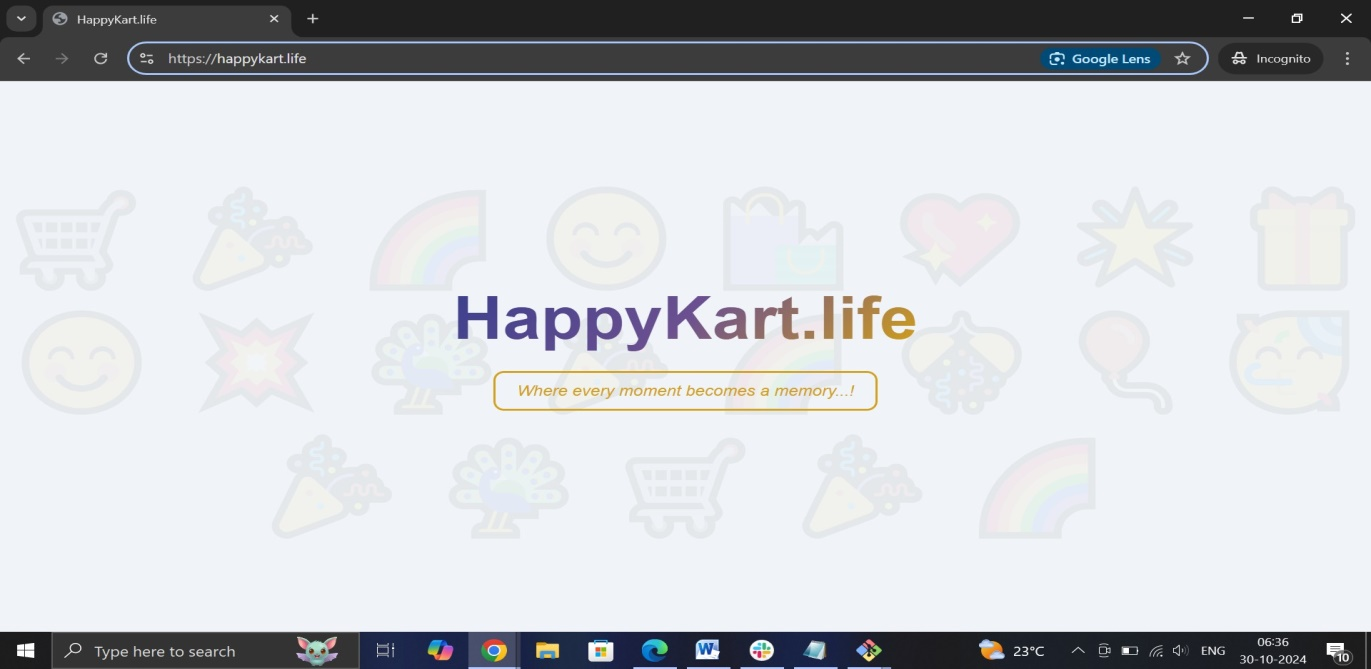 HappyKart.life
https://happykart.life
Google Lens
Incognito
HappyKart.life
Where every moment becomes a memory...!
Type here to search
23°C
ENG
06:36
30-10-2024
10